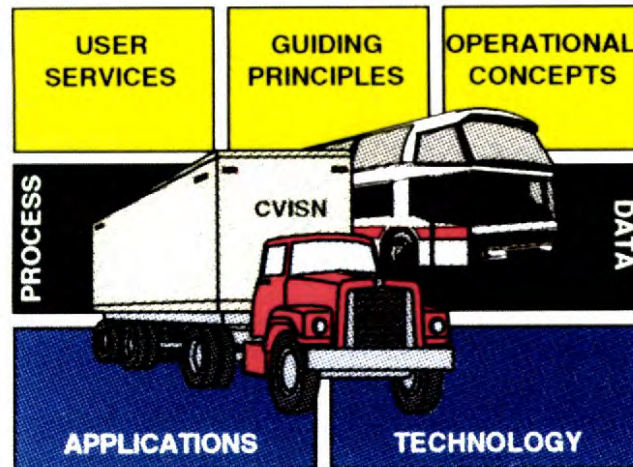 USER
SERVICES
GUIDING
PRINCIPLES
OPERATIONAL
CONCEPTS
PROCESS
CVISN
DATA
APPLICATIONS
TECHNOLOGY